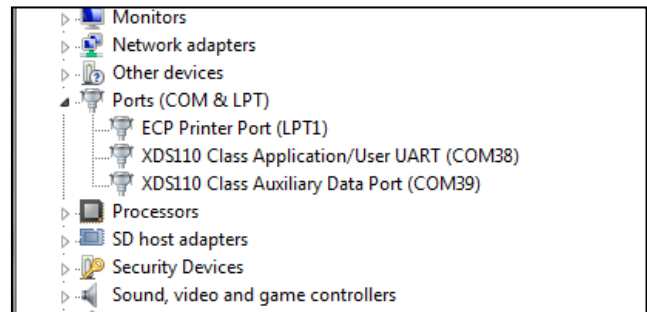 Monitors
Network adapters
Other devices
Ports (COM & LPT)
ECP Printer Port (LPT1)
XDS110 Class Application/User UART (COM38)
XDS110 Class Auxiliary Data Port (COM39)
Processors
SD host adapters
Security Devices
Sound, video and game controllers